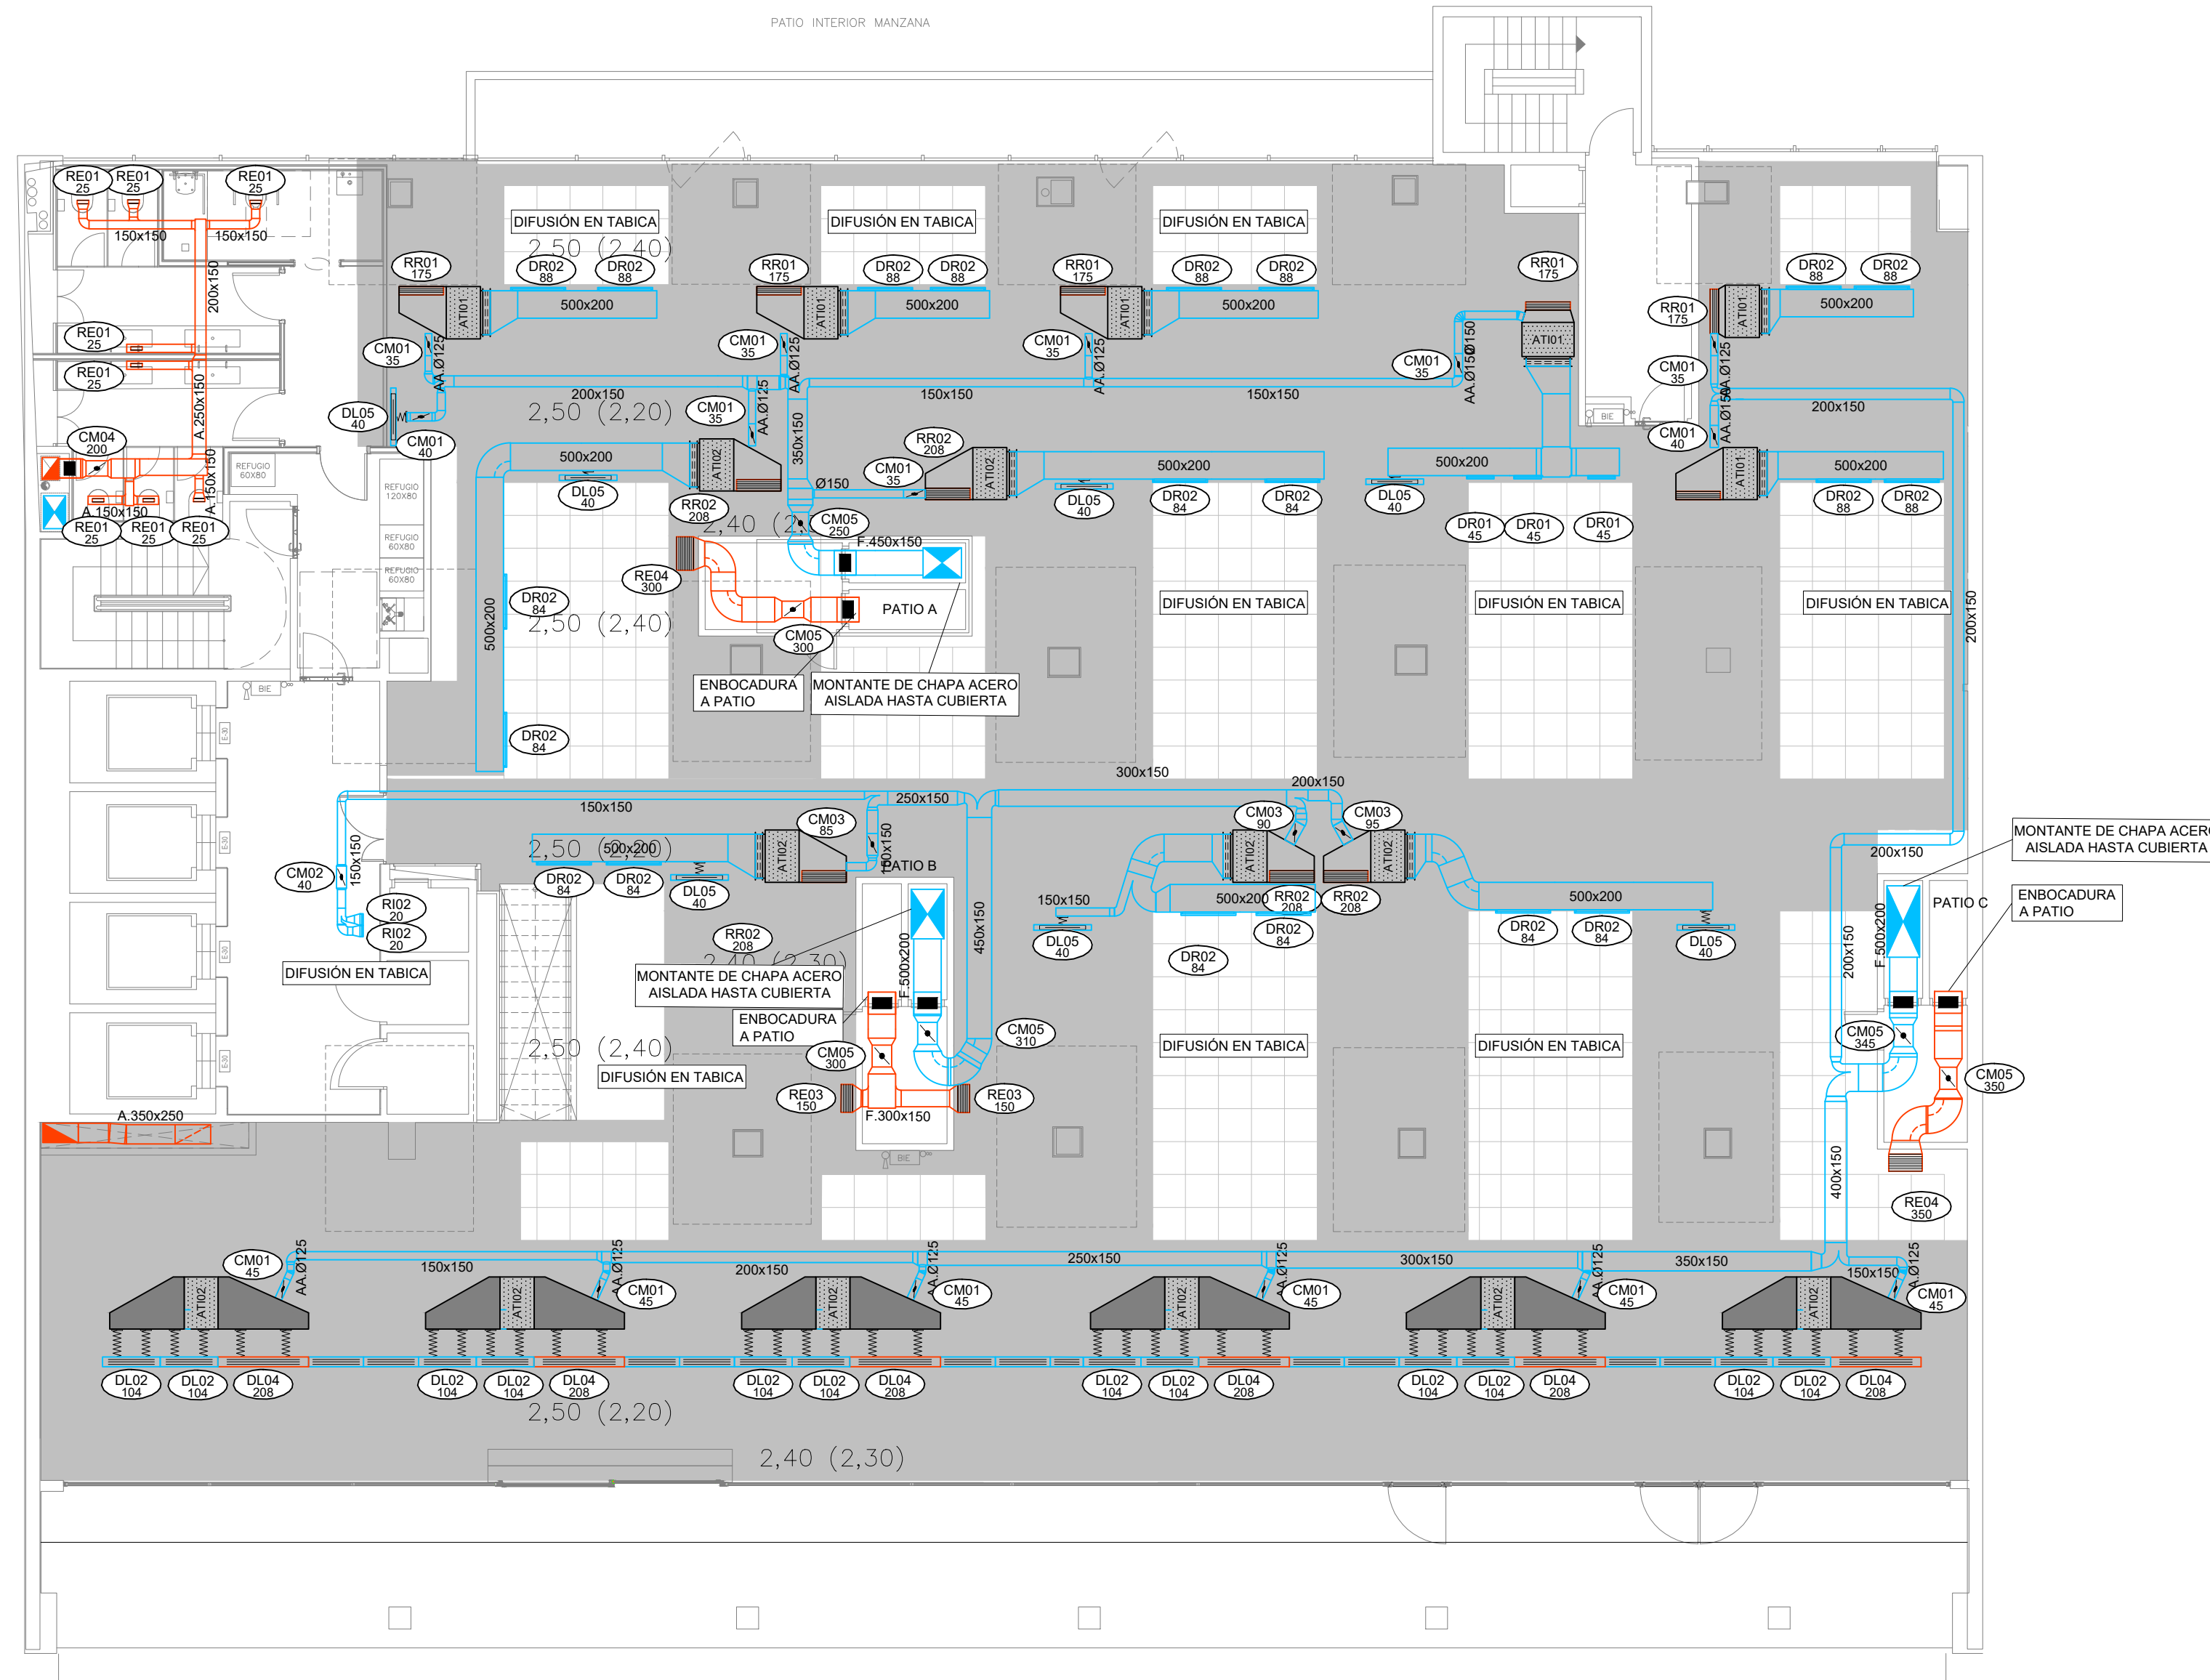 PATIO INTERIOR MANZANA
RE01
25
RE01
25
RE01
25
150x150
150x150
200x150
DIFUSIÓN EN TABICA
DIFUSIÓN EN TABICA
DIFUSIÓN EN TABICA
2,50 (2,40)
RR01
175
DR02
88
DR02
88
RR01
175
DR02
88
DR02
88
RR01
175
DR02
88
DR02
88
RR01
175
DR02
88
DR02
88
RR01
175
ATI01
500x200
ATI01
500x200
ATI01
500x200
ATI01
ATI01
500x200
RE01
25
RE01
25
CM01
35
AA.Ø125
CM01
35
AA.Ø125
CM01
35
AA.Ø125
CM01
35
AA.Ø150
Ø150
CM01
35
AA.Ø125
A.250x150
DL05
40
CM01
40
200x150
2,50 (2,20)
CM01
35
AA.Ø125
350x150
150x150
150x150
200x150
BIE
CM01
40
AA.Ø150
CM04
200
A.150x150
A.150x150
RE01
25
RE01
25
RE01
25
REFUGIO
60X80
REFUGIO
120X80
REFUGIO
60X80
REFUGIO
60X80
500x200
DL05
40
ATI02
RR02
208
RR02
208
CM01
35
Ø150
ATI02
500x200
DL05
40
DR02
84
DR02
84
500x200
DL05
40
DR01
45
DR01
45
DR01
45
ATI01
500x200
DR02
88
DR02
88
CM05
250
F.450x150
RE04
300
PATIO A
CM05
300
ENBOCADURA
A PATIO
MONTANTE DE CHAPA ACERO
AISLADA HASTA CUBIERTA
DR02
84
2,50 (2,40)
500x200
DR02
84
DIFUSIÓN EN TABICA
DIFUSIÓN EN TABICA
DIFUSIÓN EN TABICA
200x150
BIE
E-30
E-30
E-30
E-30
300x150
200x150
150x150
250x150
150x150
CM02
40
RI02
20
RI02
20
DIFUSIÓN EN TABICA
2,50 (2,20)
500x200
DR02
84
DR02
84
DL05
40
ATI02
CM03
85
150x150
PATIO B
RR02
208
450x150
F.500x200
MONTANTE DE CHAPA ACERO
AISLADA HASTA CUBIERTA
ENBOCADURA
A PATIO
CM05
300
CM05
310
RE03
150
RE03
150
F.300x150
BIE
2,50 (2,40)
DIFUSIÓN EN TABICA
CM03
90
CM03
95
ATI02
ATI02
150x150
DL05
40
500x200
RR02
208
RR02
208
DR02
84
DR02
84
500x200
DR02
84
DR02
84
DL05
40
DIFUSIÓN EN TABICA
DIFUSIÓN EN TABICA
200x150
200x150
F.500x200
PATIO C
MONTANTE DE CHAPA ACERO
AISLADA HASTA CUBIERTA
ENBOCADURA
A PATIO
CM05
345
CM05
350
RE04
350
400x150
A.350x250
CM01
45
AA.Ø125
150x150
CM01
45
AA.Ø125
200x150
CM01
45
AA.Ø125
250x150
CM01
45
AA.Ø125
300x150
CM01
45
AA.Ø125
350x150
150x150
CM01
45
AA.Ø125
ATI02
ATI02
ATI02
ATI02
ATI02
ATI02
DL02
104
DL02
104
DL04
208
DL02
104
DL02
104
DL04
208
DL02
104
DL02
104
DL04
208
DL02
104
DL02
104
DL04
208
DL02
104
DL02
104
DL04
208
DL02
104
DL02
104
DL04
208
2,50 (2,20)
2,40 (2,30)